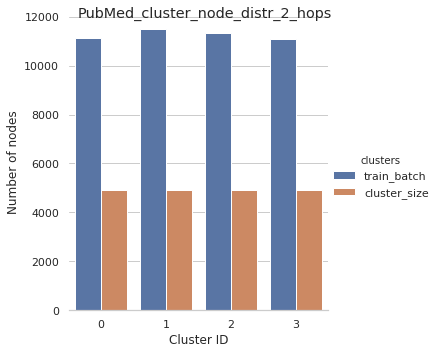 PubMed_cluster_node_distr_2_hops
12000
10000
8000
6000
4000
2000
0
Number of nodes
0 1 2 3
Cluster ID
clusters
train_batch
cluster_size